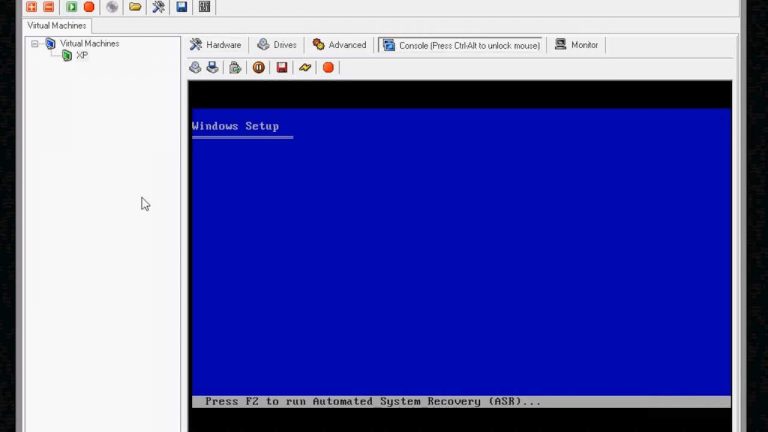 Virtual Machines
Virtual Machines
XP
Hardware Drives Advanced Console (Press Ctrl-Alt to unlock mouse) Monitor
Windows Setup
Press F2 to run Automated System Recovery (ASR)...